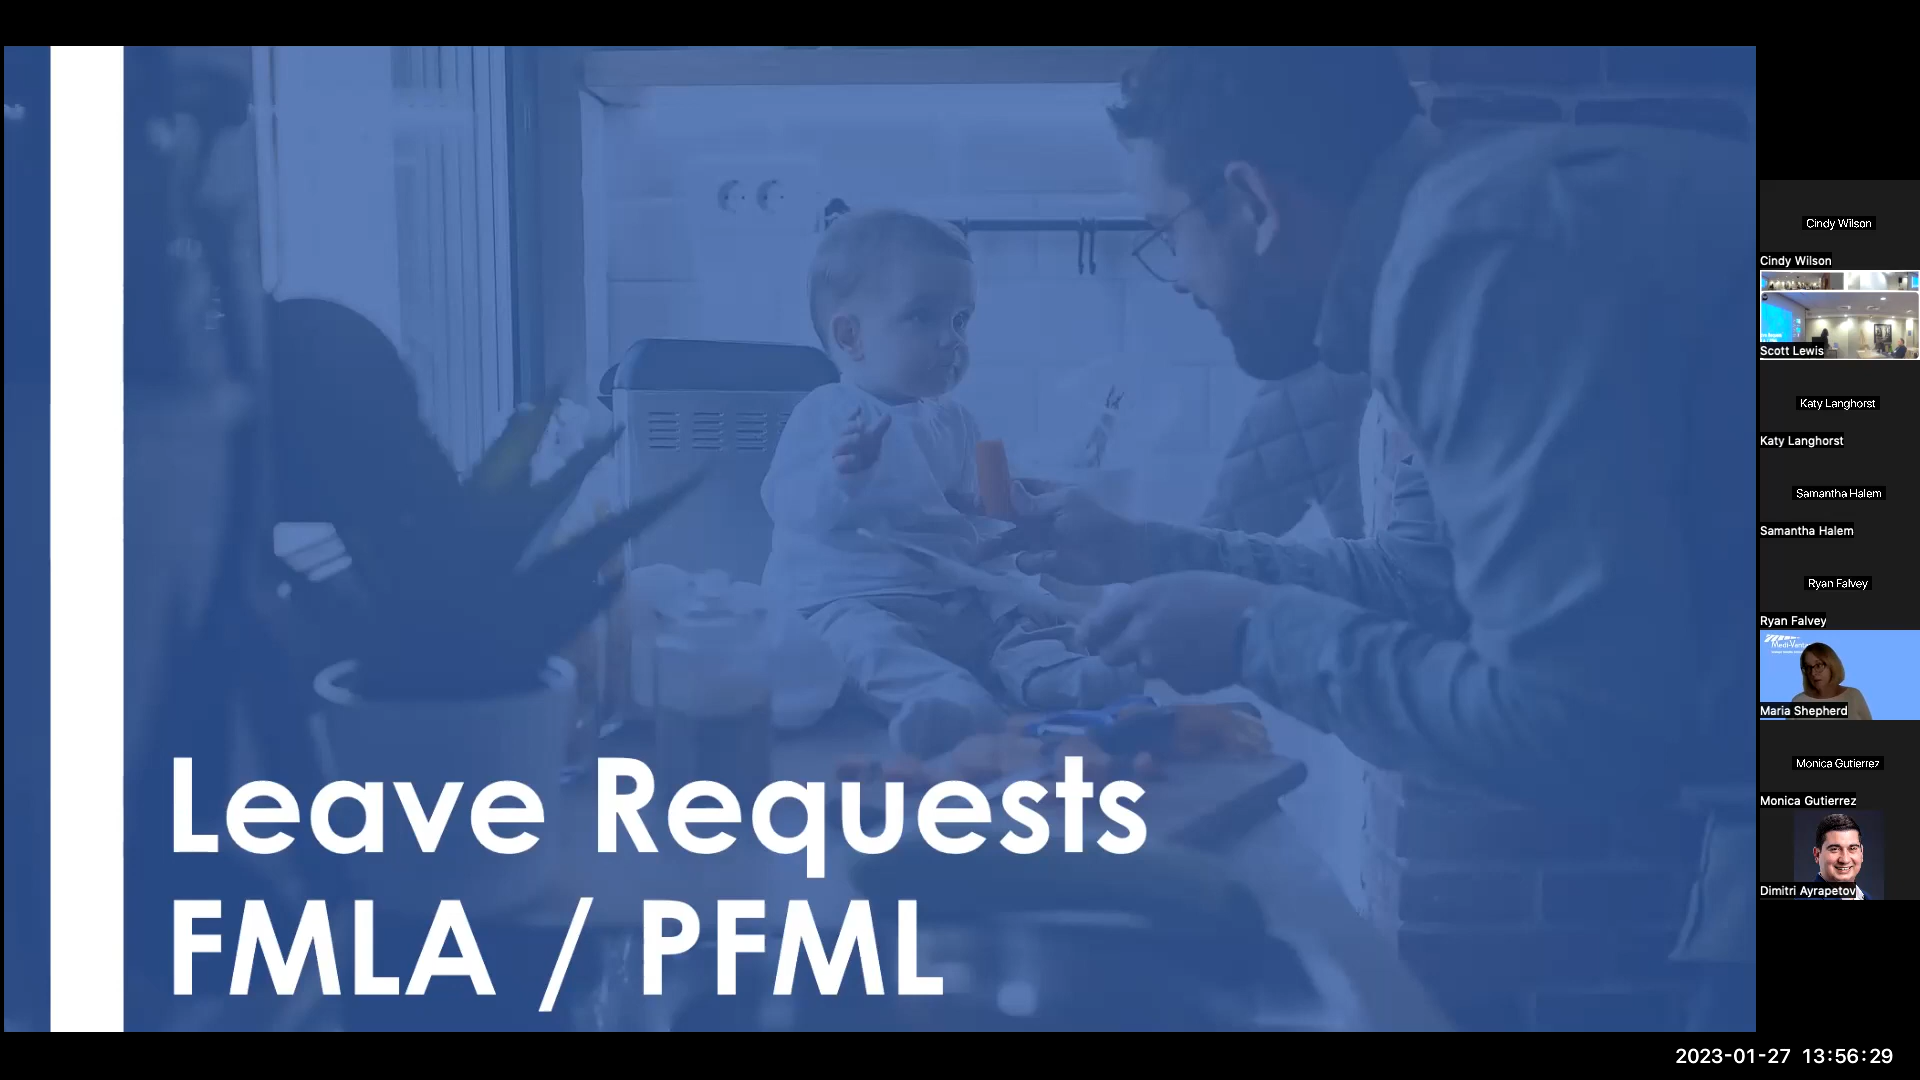 Leave Requests
FMLA / PFML
Cindy Wilson
Cindy Wilson
Scott Lewis
Katy Langhorst
Katy Langhorst
Samantha Halem
Samantha Halem
Ryan Falvey
Ryan Falvey
Maria Shepherd
Monica Gutierrez
Monica Gutierrez
Dimitri Ayrapetov
2023-01-27 13:56:29